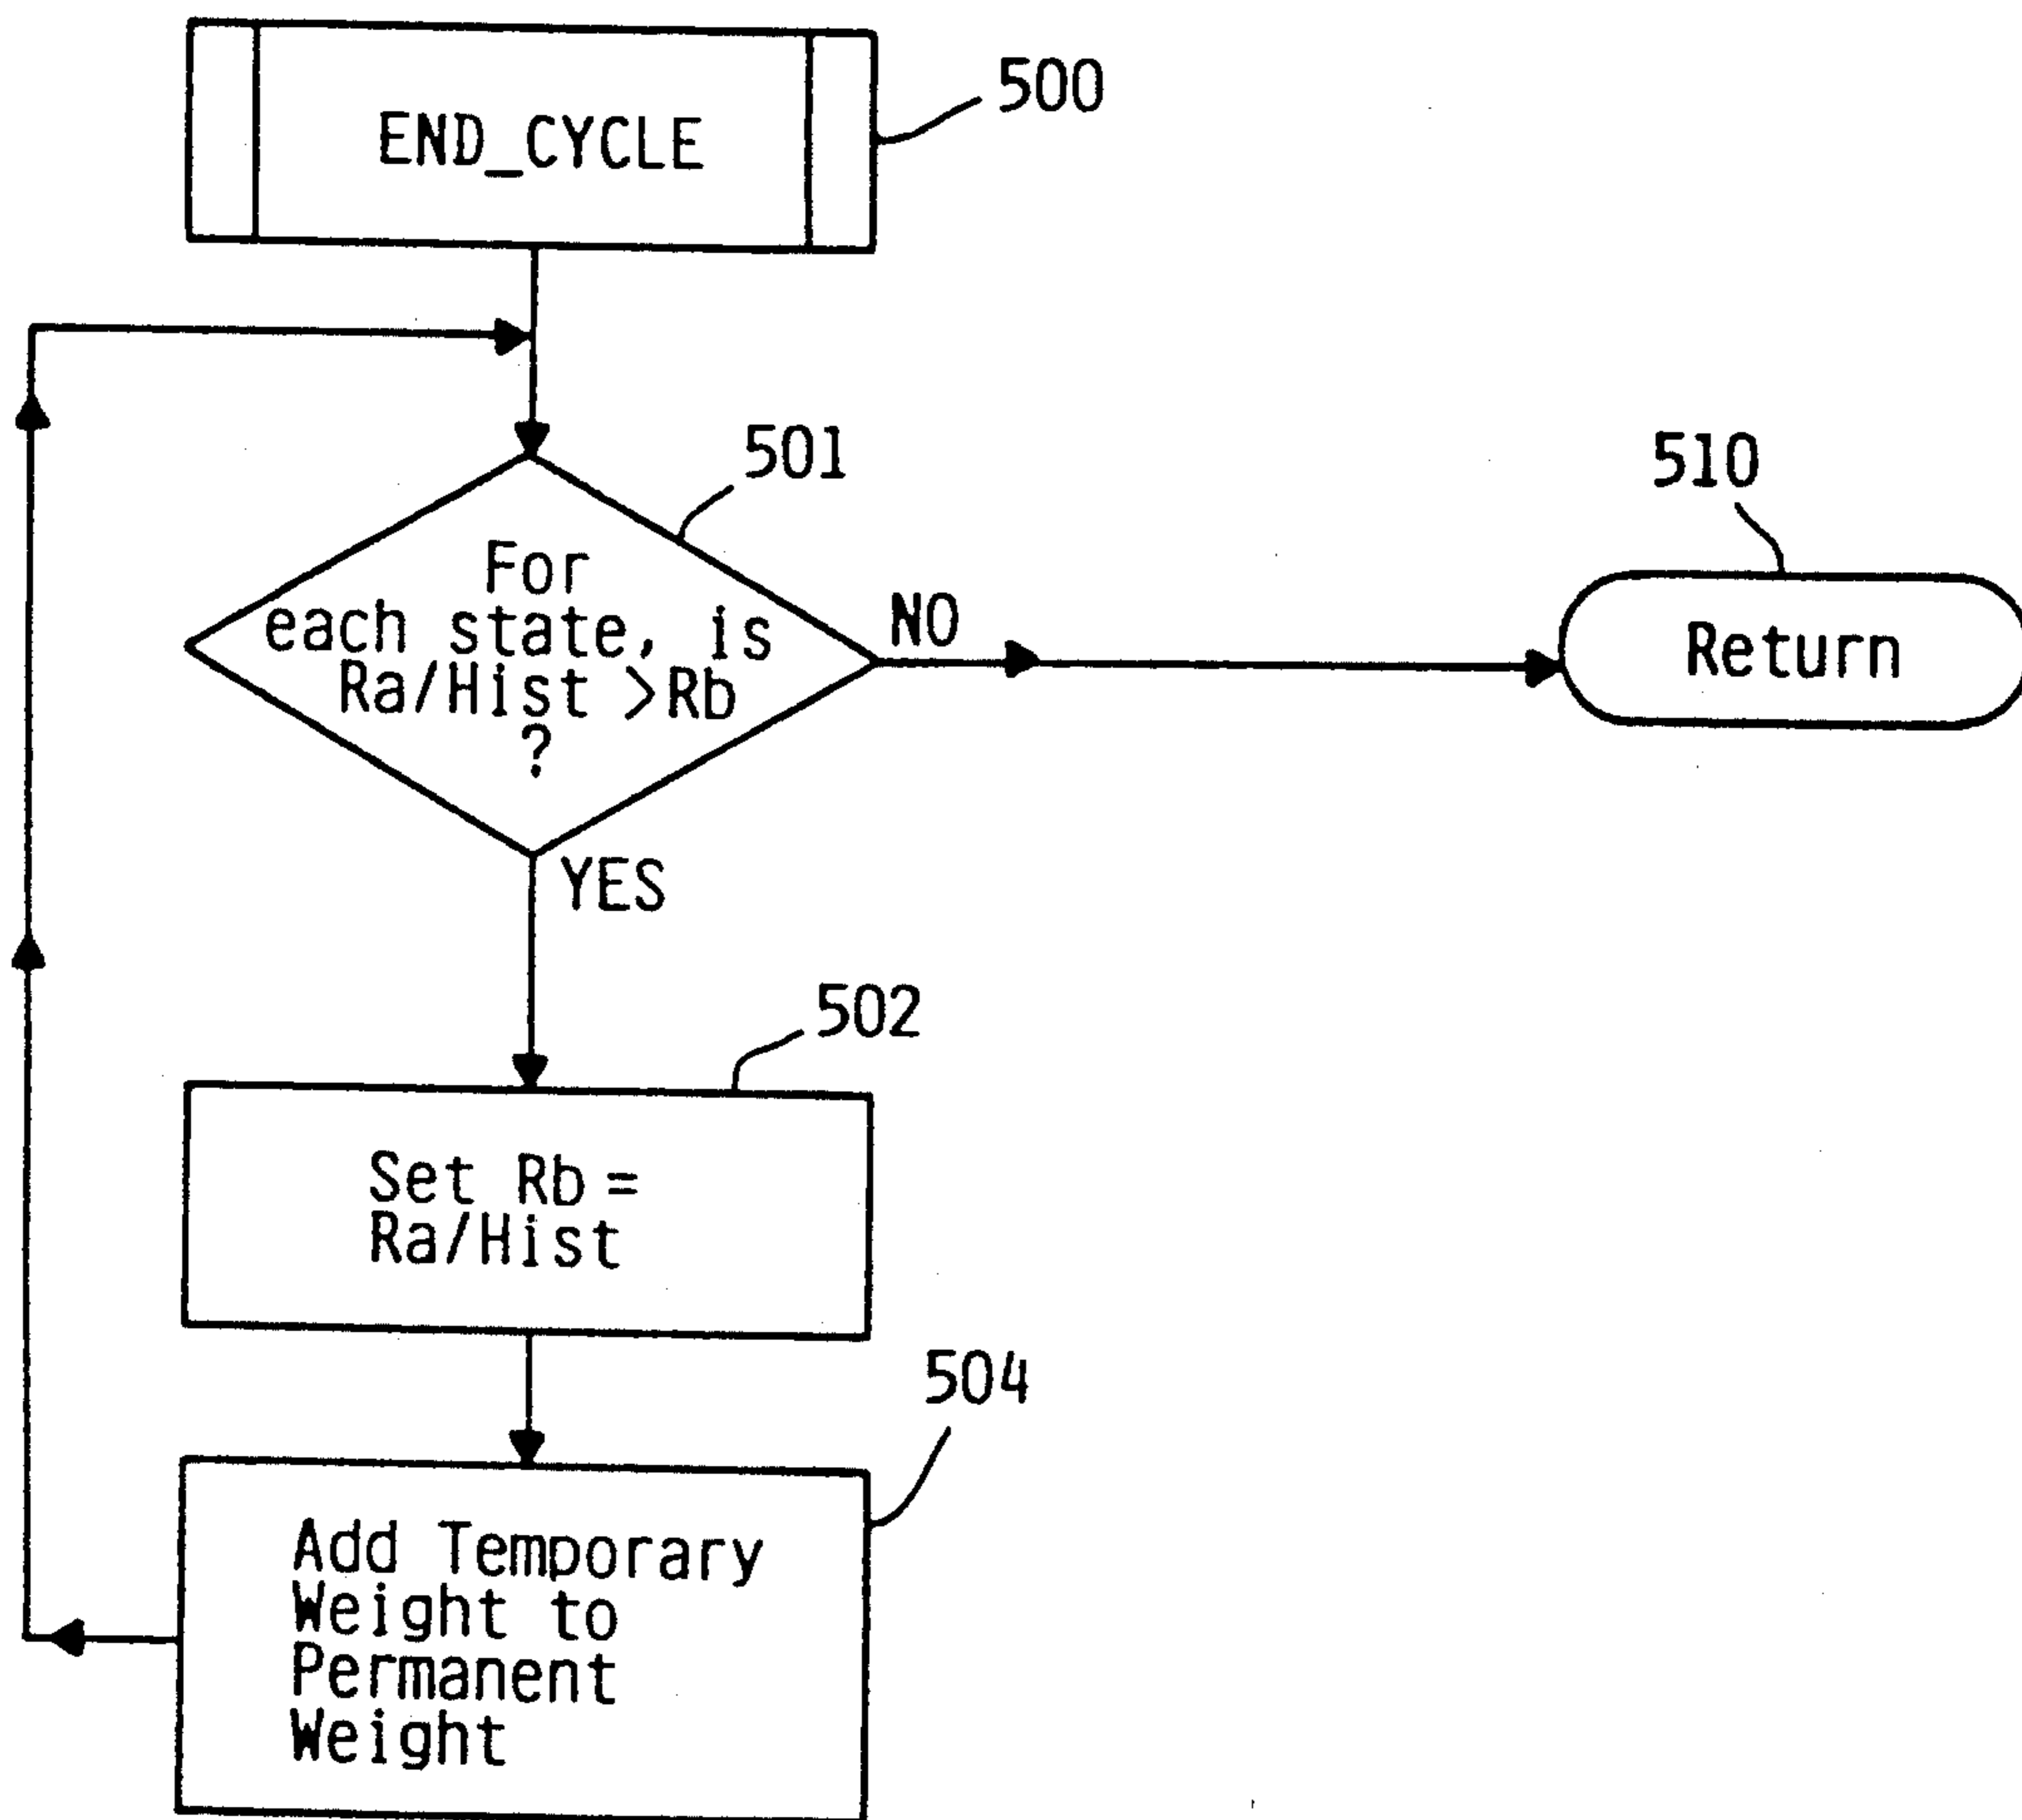 END_CYCLE
500
501
For
each state, is
Ra/Hist >Rb
?
NO
510
Return
YES
502
Set Rb =
Ra/Hist
504
Add Temporary
Weight to
Permanent
Weight